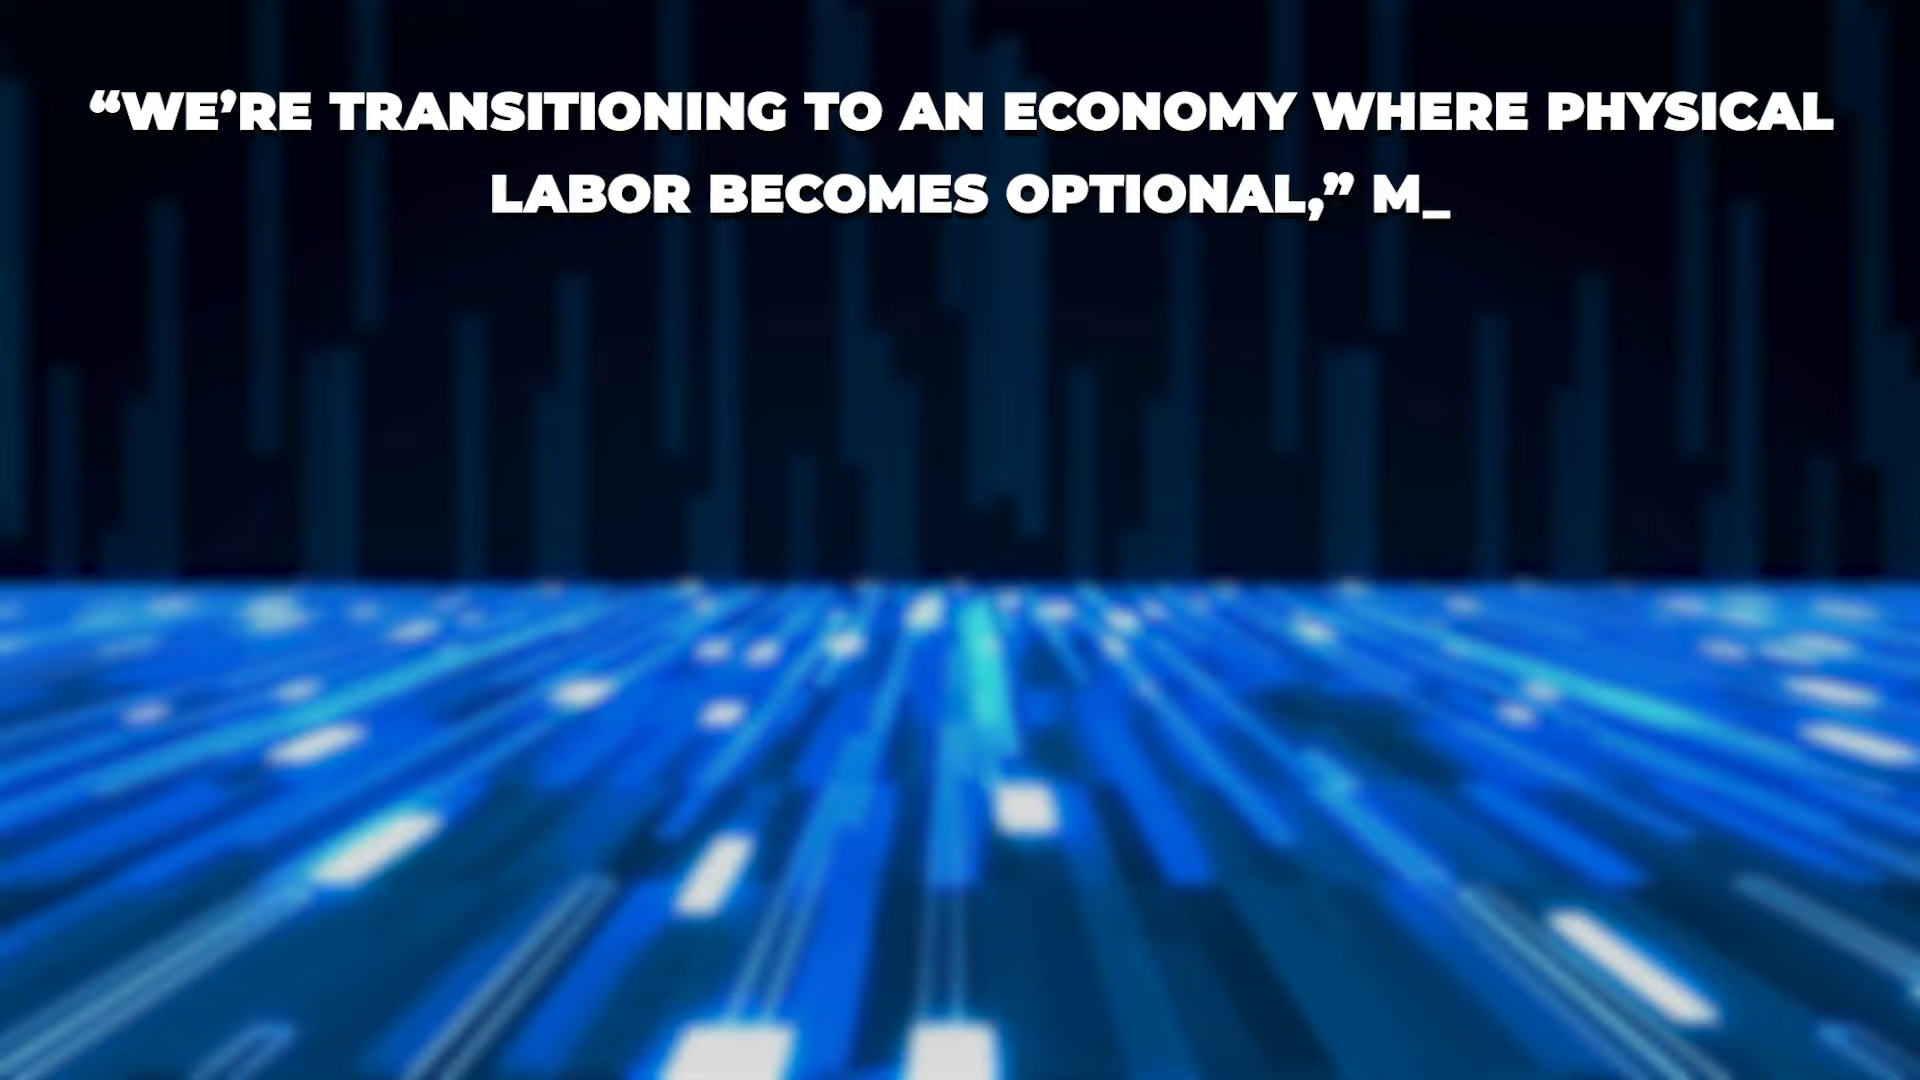 “WE’RE TRANSITIONING TO AN ECONOMY WHERE PHYSICAL
LABOR BECOMES OPTIONAL,” M_